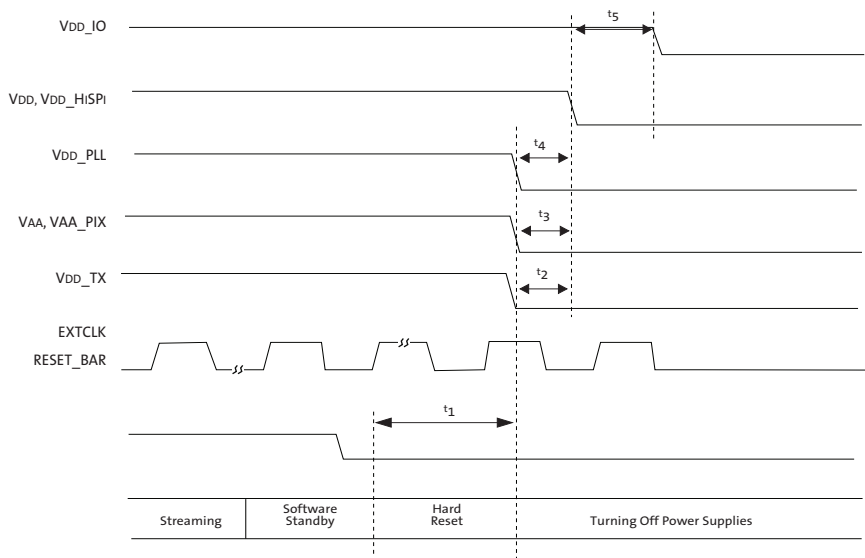 VDD_IO
t5
VDD, VDD_HiSPi
t4
VDD_PLL
t3
VAA, VAA_PIX
t2
VDD_TX
EXTCLK
RESET_BAR
t1
Streaming
Software
Standby
Hard
Reset
Turning Off Power Supplies